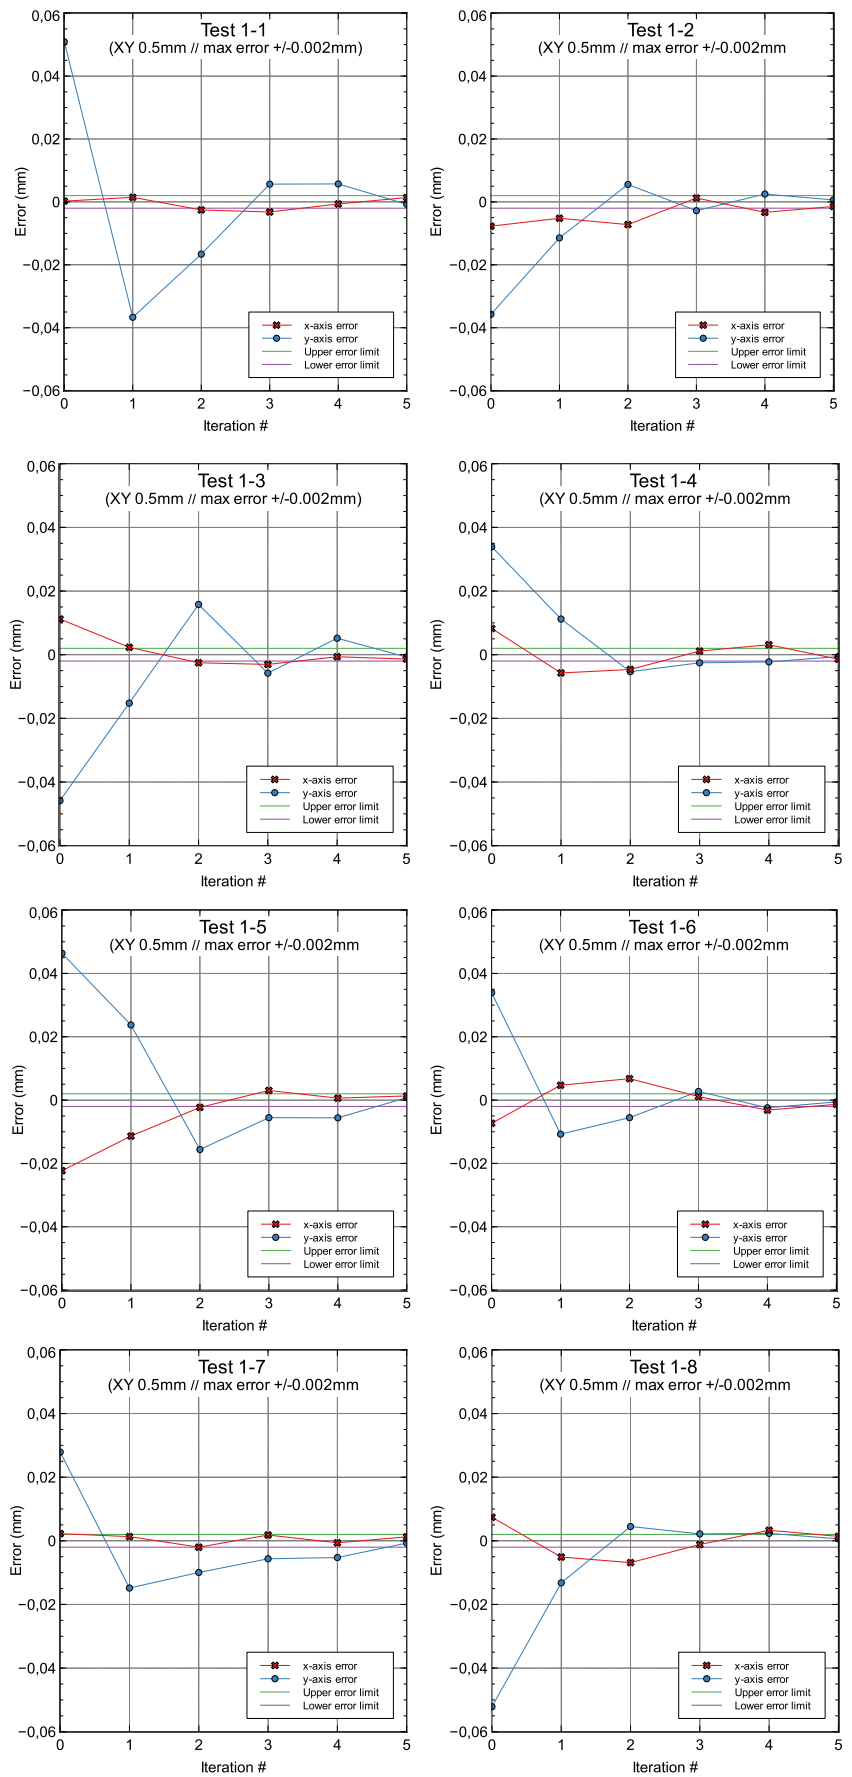 Test 1-1
(XY 0.5mm // max error +/-0.002mm)
0,06
0,04
0,02
0
−0,02
−0,04
−0,06
Error (mm)
x-axis error
y-axis error
Upper error limit
Lower error limit
0 1 2 3 4 5
Iteration #
Test 1-2
(XY 0.5mm // max error +/-0.002mm
0,06
0,04
0,02
0
−0,02
−0,04
−0,06
Error (mm)
x-axis error
y-axis error
Upper error limit
Lower error limit
0 1 2 3 4 5
Iteration #
Test 1-3
(XY 0.5mm // max error +/-0.002mm)
0,06
0,04
0,02
0
−0,02
−0,04
−0,06
Error (mm)
x-axis error
y-axis error
Upper error limit
Lower error limit
0 1 2 3 4 5
Iteration #
Test 1-4
(XY 0.5mm // max error +/-0.002mm
0,06
0,04
0,02
0
−0,02
−0,04
−0,06
Error (mm)
x-axis error
y-axis error
Upper error limit
Lower error limit
0 1 2 3 4 5
Iteration #
Test 1-5
(XY 0.5mm // max error +/-0.002mm
0,06
0,04
0,02
0
−0,02
−0,04
−0,06
Error (mm)
x-axis error
y-axis error
Upper error limit
Lower error limit
0 1 2 3 4 5
Iteration #
Test 1-6
(XY 0.5mm // max error +/-0.002mm
0,06
0,04
0,02
0
−0,02
−0,04
−0,06
Error (mm)
x-axis error
y-axis error
Upper error limit
Lower error limit
0 1 2 3 4 5
Iteration #
Test 1-7
(XY 0.5mm // max error +/-0.002mm
0,06
0,04
0,02
0
−0,02
−0,04
−0,06
Error (mm)
x-axis error
y-axis error
Upper error limit
Lower error limit
0 1 2 3 4 5
Iteration #
Test 1-8
(XY 0.5mm // max error +/-0.002mm
0,06
0,04
0,02
0
−0,02
−0,04
−0,06
Error (mm)
x-axis error
y-axis error
Upper error limit
Lower error limit
0 1 2 3 4 5
Iteration #